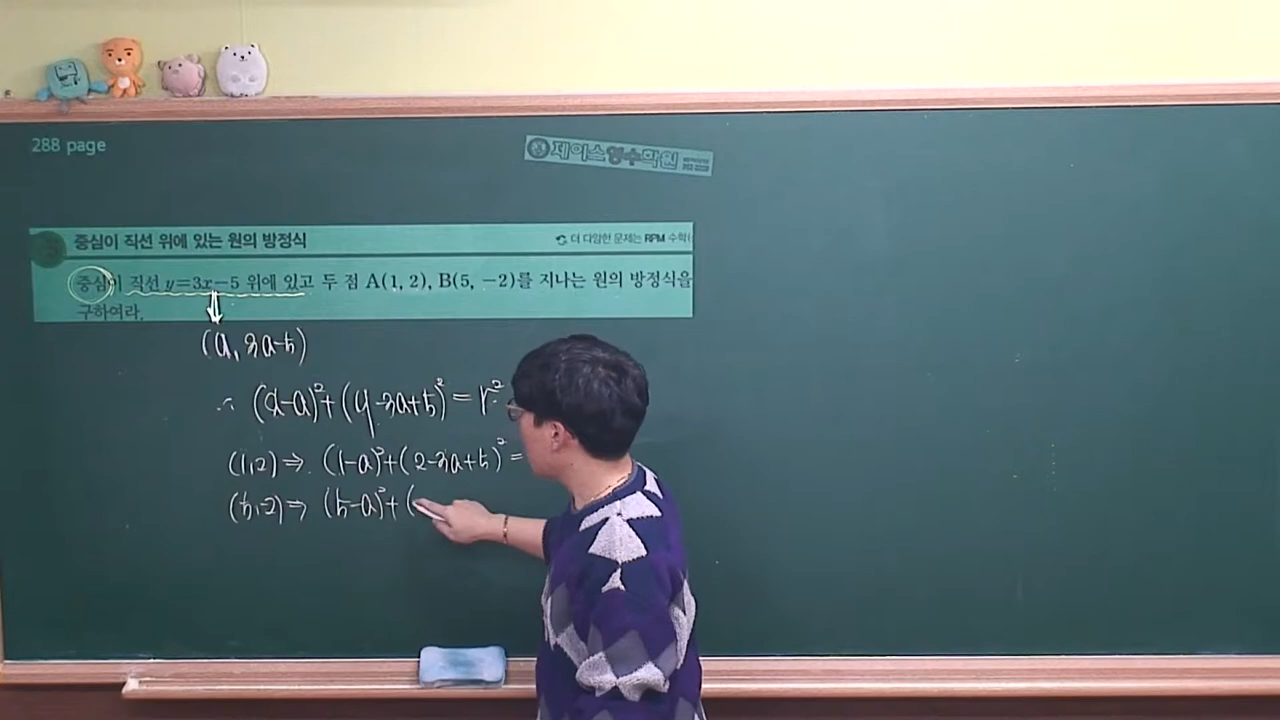 288 page
제이스영수학원
중심이 직선 위에 있는 원의 방정식
더 다양한 문제는 RPM 수학(
중심이 직선 y=3x-5 위에 있고 두 점 A(1, 2), B(5, -2)를 지나는 원의 방정식을
구하여라.
(a, 3a-5)
∴ (x-a)²+(y-3a+5)²=r²
(1,2) ⇒ (1-a)²+(2-3a+5)²=
(5,-2) ⇒ (5-a)²+(